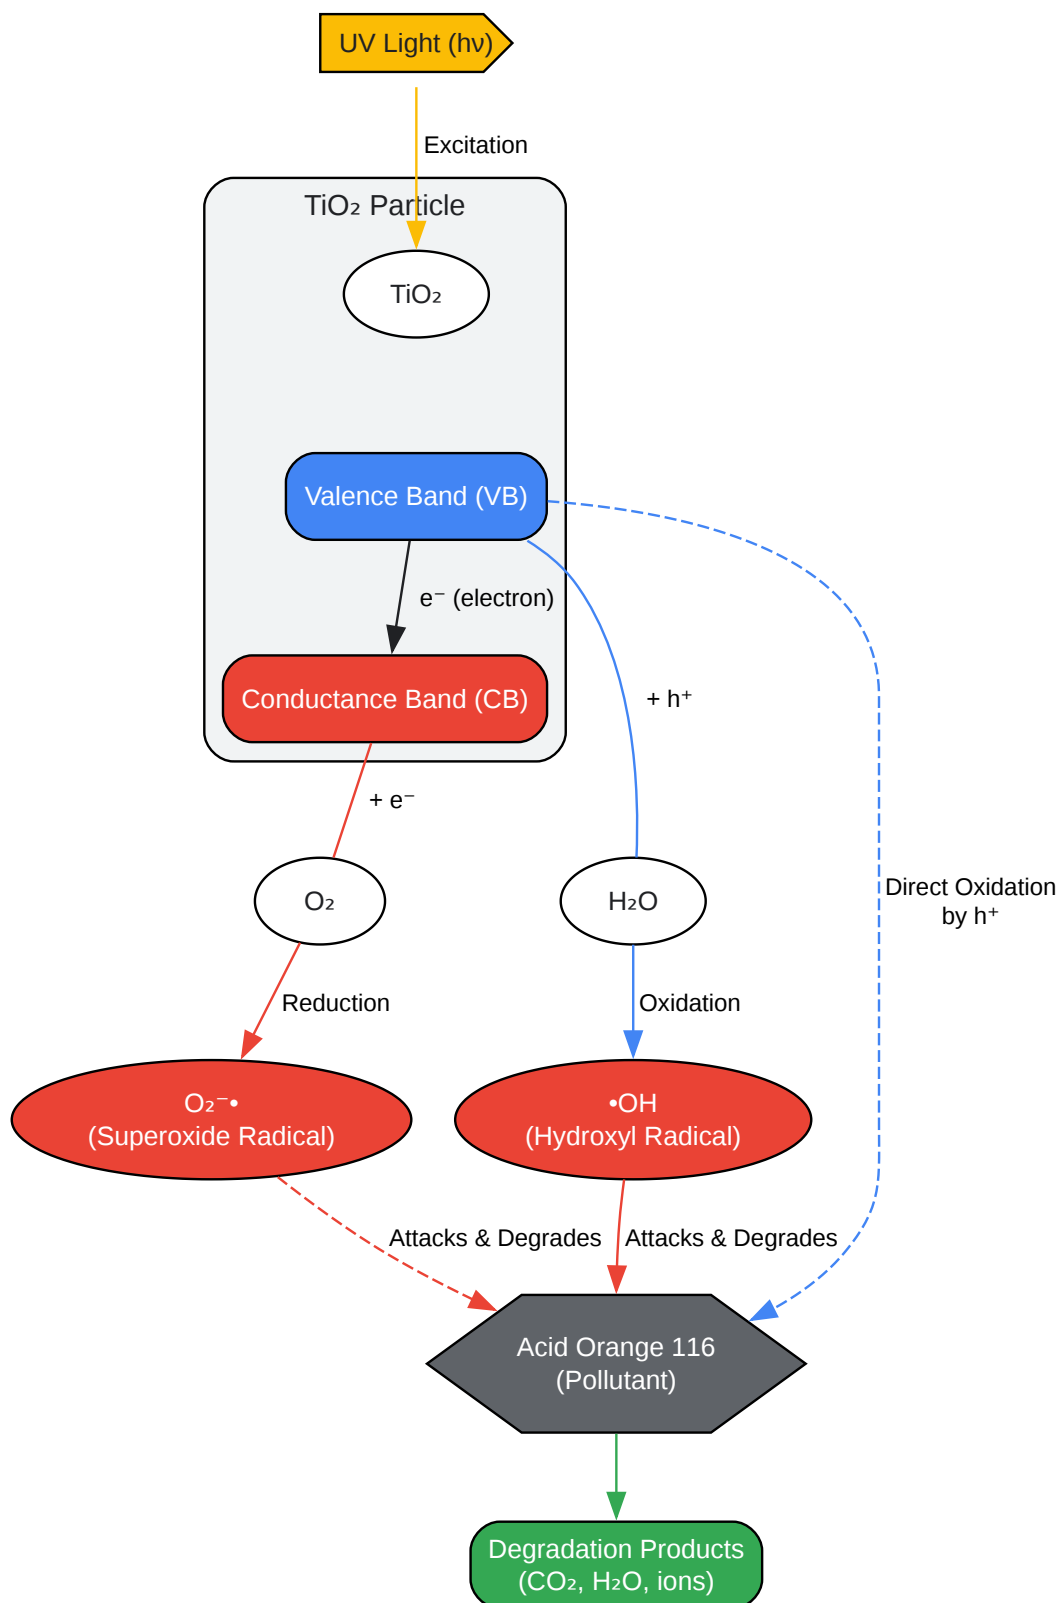 UV Light (hν)
Excitation
TiO₂ Particle
TiO₂
Valence Band (VB)
e⁻ (electron)
Conductance Band (CB)
+ h⁺
+ e⁻
O₂
H₂O
Direct Oxidation
by h⁺
Reduction
Oxidation
O₂⁻•
(Superoxide Radical)
•OH
(Hydroxyl Radical)
Attacks & Degrades
Attacks & Degrades
Acid Orange 116
(Pollutant)
Degradation Products
(CO₂, H₂O, ions)